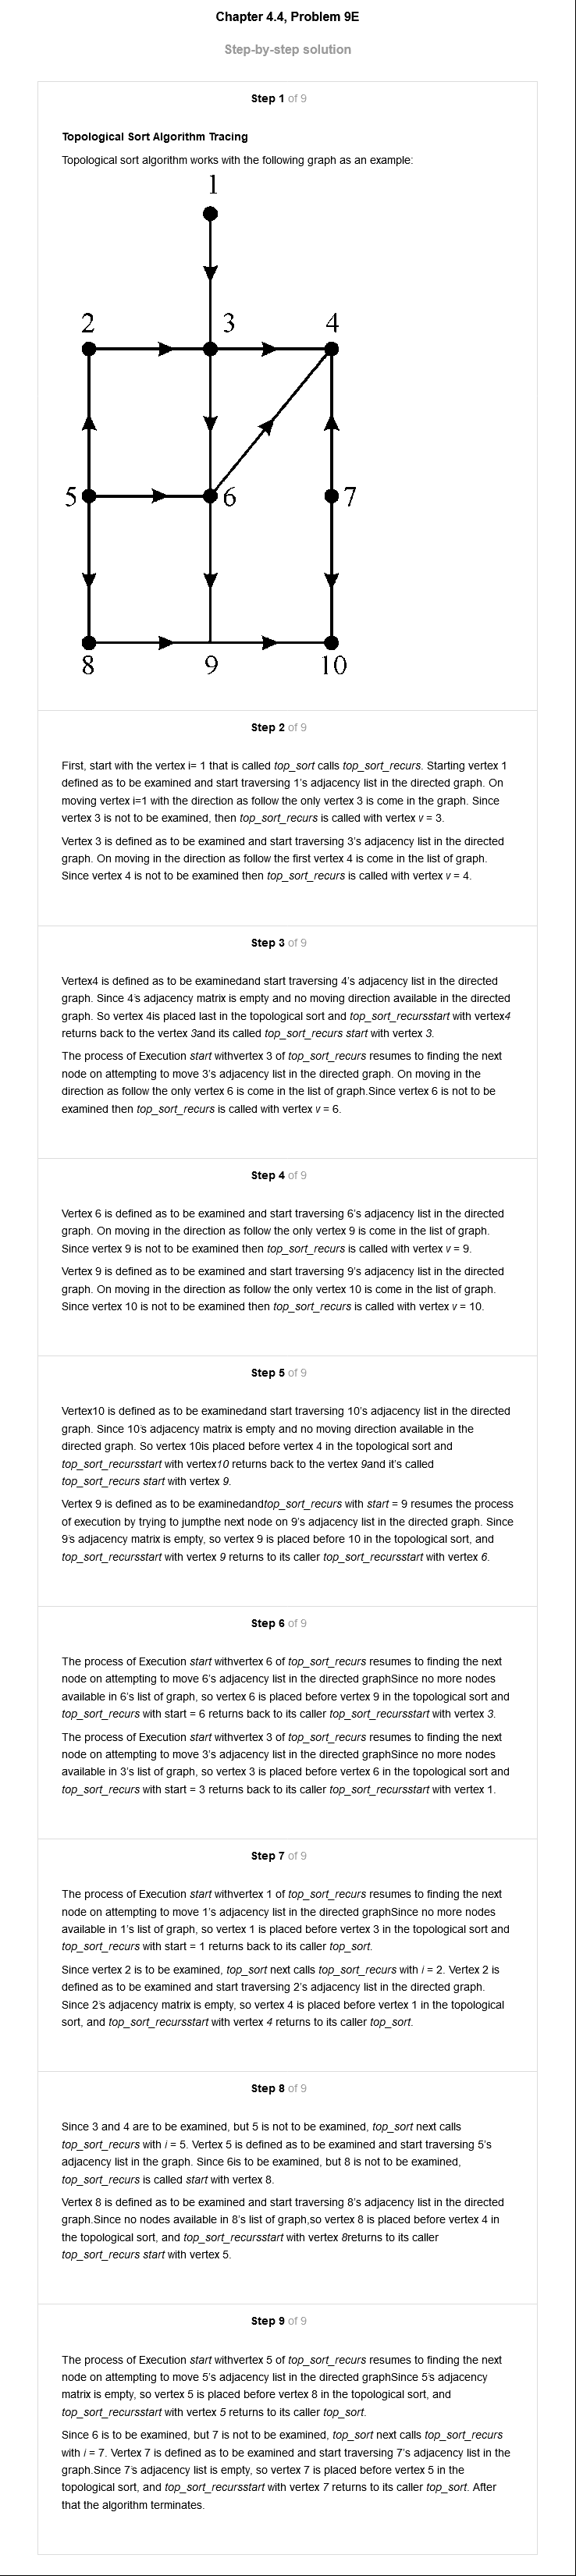 Chapter 4.4, Problem 9E
Step-by-step solution
Step 1 of 9
Topological Sort Algorithm Tracing
Topological sort algorithm works with the following graph as an example:
1
2 3 4
5 6 7
8 9 10
Step 2 of 9
First, start with the vertex i= 1 that is called top_sort calls top_sort_recurs. Starting vertex 1
defined as to be examined and start traversing 1's adjacency list in the directed graph. On
moving vertex i=1 with the direction as follow the only vertex 3 is come in the graph. Since
vertex 3 is not to be examined, then top_sort_recurs is called with vertex v = 3.
Vertex 3 is defined as to be examined and start traversing 3's adjacency list in the directed
graph. On moving in the direction as follow the first vertex 4 is come in the list of graph.
Since vertex 4 is not to be examined then top_sort_recurs is called with vertex v = 4.
Step 3 of 9
Vertex4 is defined as to be examinedand start traversing 4's adjacency list in the directed
graph. Since 4's adjacency matrix is empty and no moving direction available in the directed
graph. So vertex 4is placed last in the topological sort and top_sort_recursstart with vertex4
returns back to the vertex 3and its called top_sort_recurs start with vertex 3.
The process of Execution start withvertex 3 of top_sort_recurs resumes to finding the next
node on attempting to move 3's adjacency list in the directed graph. On moving in the
direction as follow the only vertex 6 is come in the list of graph.Since vertex 6 is not to be
examined then top_sort_recurs is called with vertex v = 6.
Step 4 of 9
Vertex 6 is defined as to be examined and start traversing 6's adjacency list in the directed
graph. On moving in the direction as follow the only vertex 9 is come in the list of graph.
Since vertex 9 is not to be examined then top_sort_recurs is called with vertex v = 9.
Vertex 9 is defined as to be examined and start traversing 9's adjacency list in the directed
graph. On moving in the direction as follow the only vertex 10 is come in the list of graph.
Since vertex 10 is not to be examined then top_sort_recurs is called with vertex v = 10.
Step 5 of 9
Vertex10 is defined as to be examinedand start traversing 10's adjacency list in the directed
graph. Since 10's adjacency matrix is empty and no moving direction available in the
directed graph. So vertex 10is placed before vertex 4 in the topological sort and
top_sort_recursstart with vertex10 returns back to the vertex 9and it's called
top_sort_recurs start with vertex 9.
Vertex 9 is defined as to be examinedandtop_sort_recurs with start = 9 resumes the process
of execution by trying to jumpthe next node on 9's adjacency list in the directed graph. Since
9's adjacency matrix is empty, so vertex 9 is placed before 10 in the topological sort, and
top_sort_recursstart with vertex 9 returns to its caller top_sort_recursstart with vertex 6.
Step 6 of 9
The process of Execution start withvertex 6 of top_sort_recurs resumes to finding the next
node on attempting to move 6's adjacency list in the directed graphSince no more nodes
available in 6's list of graph, so vertex 6 is placed before vertex 9 in the topological sort and
top_sort_recurs with start = 6 returns back to its caller top_sort_recursstart with vertex 3.
The process of Execution start withvertex 3 of top_sort_recurs resumes to finding the next
node on attempting to move 3's adjacency list in the directed graphSince no more nodes
available in 3's list of graph, so vertex 3 is placed before vertex 6 in the topological sort and
top_sort_recurs with start = 3 returns back to its caller top_sort_recursstart with vertex 1.
Step 7 of 9
The process of Execution start withvertex 1 of top_sort_recurs resumes to finding the next
node on attempting to move 1's adjacency list in the directed graphSince no more nodes
available in 1's list of graph, so vertex 1 is placed before vertex 3 in the topological sort and
top_sort_recurs with start = 1 returns back to its caller top_sort.
Since vertex 2 is to be examined, top_sort next calls top_sort_recurs with i = 2. Vertex 2 is
defined as to be examined and start traversing 2's adjacency list in the directed graph.
Since 2's adjacency matrix is empty, so vertex 4 is placed before vertex 1 in the topological
sort, and top_sort_recursstart with vertex 4 returns to its caller top_sort.
Step 8 of 9
Since 3 and 4 are to be examined, but 5 is not to be examined, top_sort next calls
top_sort_recurs with i = 5. Vertex 5 is defined as to be examined and start traversing 5's
adjacency list in the graph. Since 6is to be examined, but 8 is not to be examined,
top_sort_recurs is called start with vertex 8.
Vertex 8 is defined as to be examined and start traversing 8's adjacency list in the directed
graph.Since no nodes available in 8's list of graph,so vertex 8 is placed before vertex 4 in
the topological sort, and top_sort_recursstart with vertex 8returns to its caller
top_sort_recurs start with vertex 5.
Step 9 of 9
The process of Execution start withvertex 5 of top_sort_recurs resumes to finding the next
node on attempting to move 5's adjacency list in the directed graphSince 5's adjacency
matrix is empty, so vertex 5 is placed before vertex 8 in the topological sort, and
top_sort_recursstart with vertex 5 returns to its caller top_sort.
Since 6 is to be examined, but 7 is not to be examined, top_sort next calls top_sort_recurs
with i = 7. Vertex 7 is defined as to be examined and start traversing 7's adjacency list in the
graph.Since 7's adjacency list is empty, so vertex 7 is placed before vertex 5 in the
topological sort, and top_sort_recursstart with vertex 7 returns to its caller top_sort. After
that the algorithm terminates.